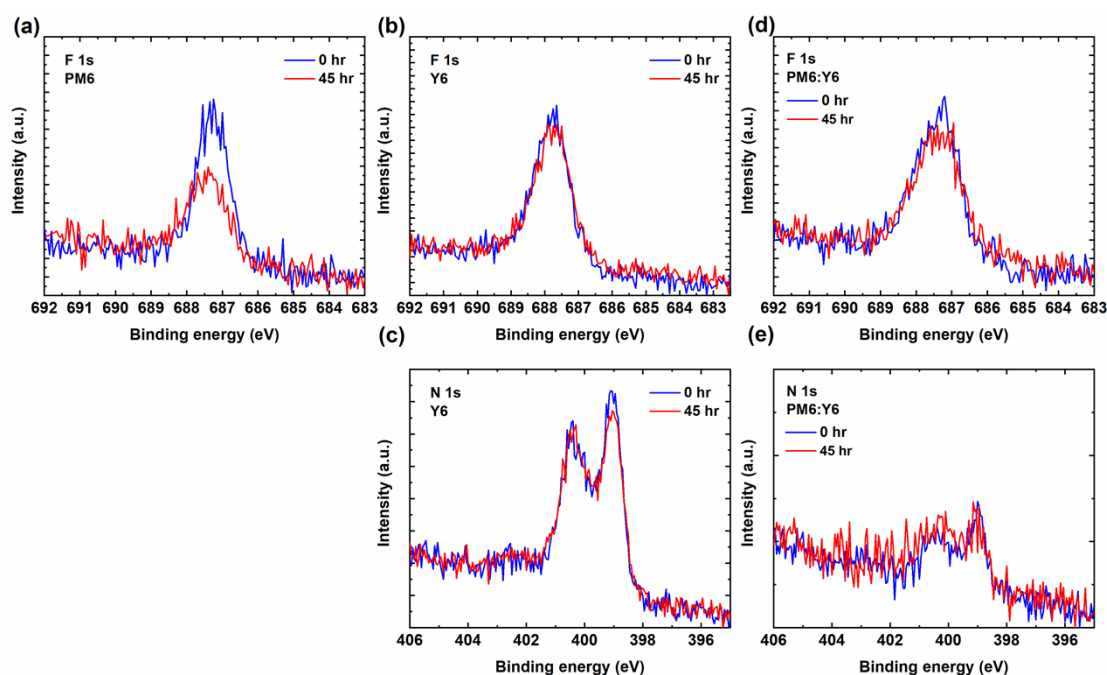 (a)
F 1s
PM6
0 hr
45 hr
Intensity (a.u.)
692 691 690 689 688 687 686 685 684 683
Binding energy (eV)
(b)
F 1s
Y6
0 hr
45 hr
Intensity (a.u.)
692 691 690 689 688 687 686 685 684 683
Binding energy (eV)
(d)
F 1s
PM6:Y6
0 hr
45 hr
Intensity (a.u.)
692 691 690 689 688 687 686 685 684 683
Binding energy (eV)
(c)
N 1s
Y6
0 hr
45 hr
Intensity (a.u.)
406 404 402 400 398 396
Binding energy (eV)
(e)
N 1s
PM6:Y6
0 hr
45 hr
Intensity (a.u.)
406 404 402 400 398 396
Binding energy (eV)